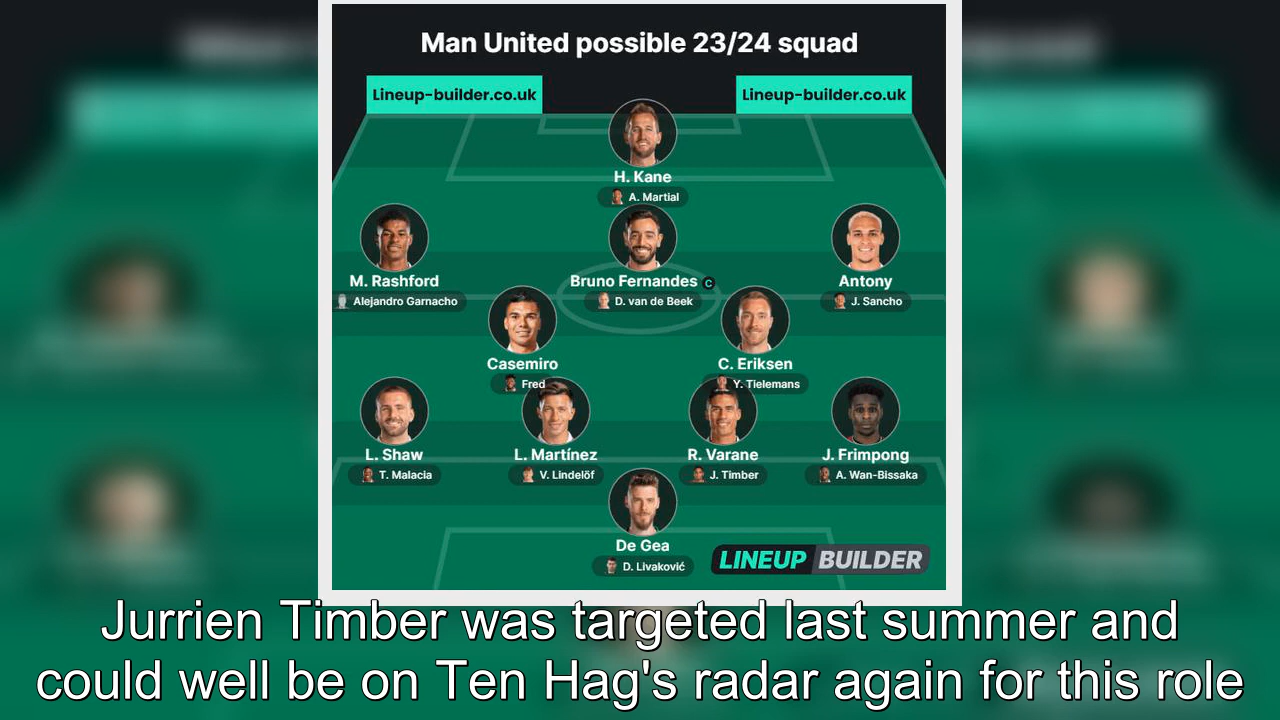 Man United possible 23/24 squad
Lineup-builder.co.uk
Lineup-builder.co.uk
H. Kane
A. Martial
M. Rashford
Bruno Fernandes C
Antony
Alejandro Garnacho
D. van de Beek
J. Sancho
Casemiro
C. Eriksen
Fred
Y. Tielemans
L. Shaw
L. Martínez
R. Varane
J. Frimpong
T. Malacia
V. Lindelöf
J. Timber
A. Wan-Bissaka
De Gea
D. Livaković
LINEUP BUILDER
Jurrien Timber was targeted last summer and
could well be on Ten Hag's radar again for this role